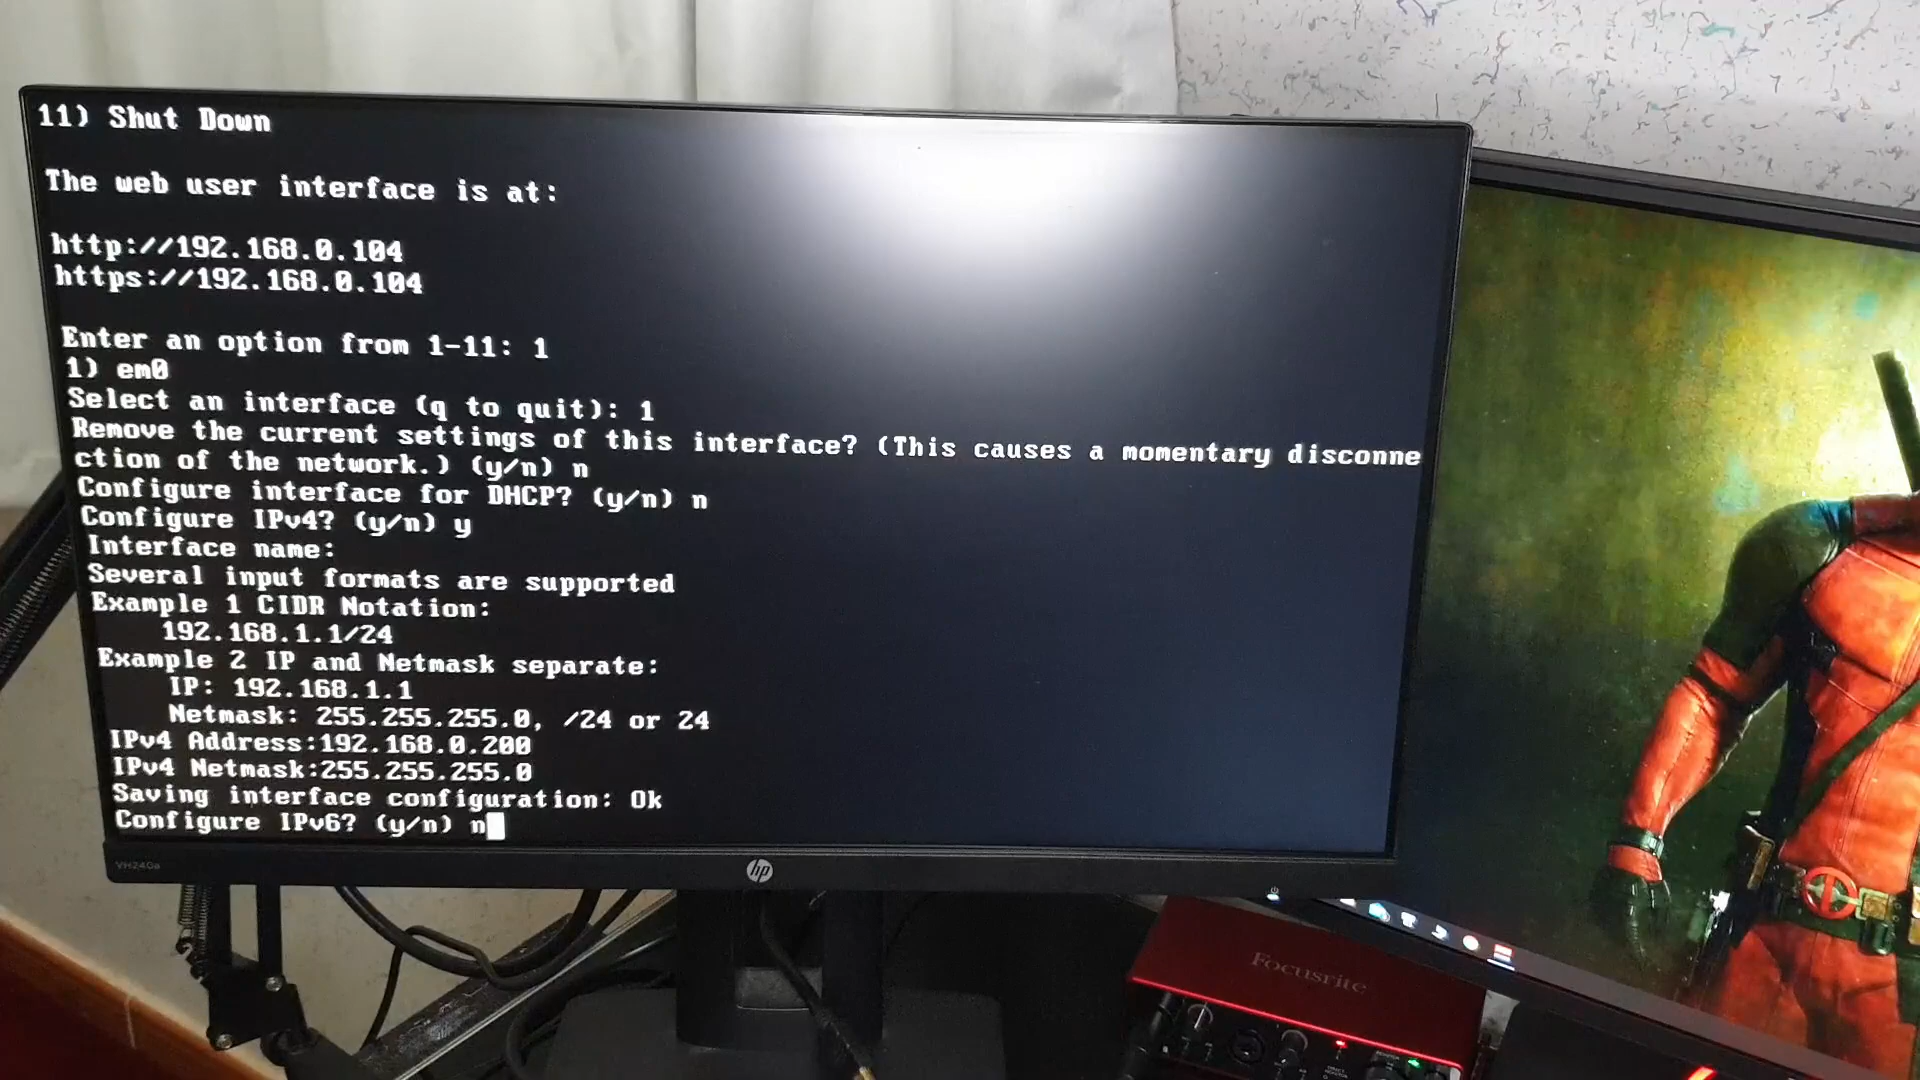 11) Shut Down
The web user interface is at:
http://192.168.0.104
https://192.168.0.104
Enter an option from 1-11: 1
1) em0
Select an interface (q to quit): 1
Remove the current settings of this interface? (This causes a momentary disconne
ction of the network.) (y/n) n
Configure interface for DHCP? (y/n) n
Configure IPv4? (y/n) y
Interface name:
Several input formats are supported
Example 1 CIDR Notation:
192.168.1.1/24
Example 2 IP and Netmask separate:
IP: 192.168.1.1
Netmask: 255.255.255.0, /24 or 24
IPv4 Address:192.168.0.200
IPv4 Netmask:255.255.255.0
Saving interface configuration: Ok
Configure IPv6? (y/n) n
VH240a
hp
Focusrite